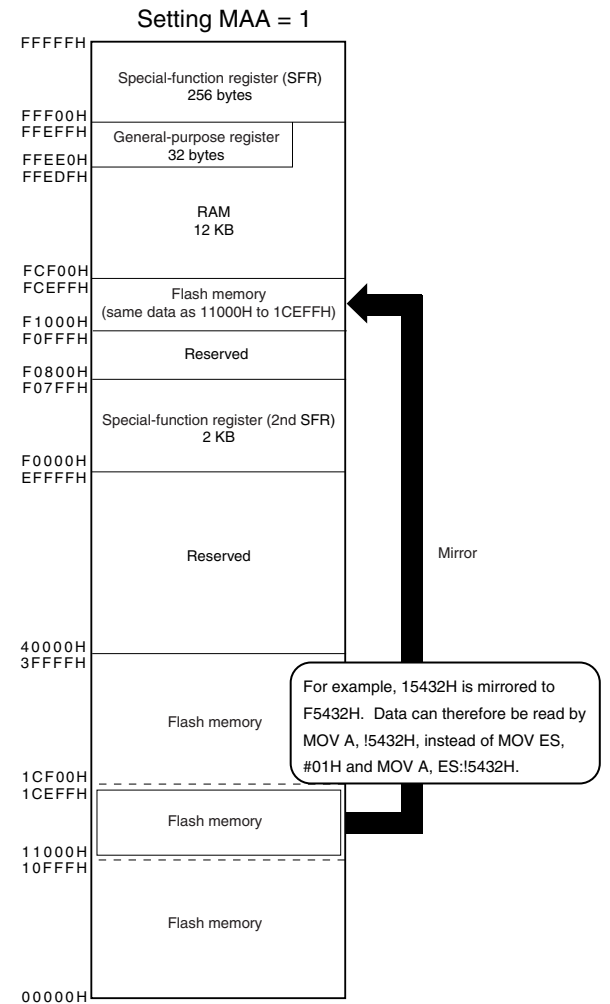 Setting MAA = 1
FFFFFH
Special-function register (SFR)
256 bytes
FFF00H
FFEFFH
General-purpose register
32 bytes
FFEE0H
FFEDFH
RAM
12 KB
FCF00H
FCEFFH
Flash memory
(same data as 11000H to 1CEFFH)
F1000H
F0FFFH
Reserved
F0800H
F07FFH
Special-function register (2nd SFR)
2 KB
F0000H
EFFFFH
Reserved
Mirror
40000H
3FFFFH
For example, 15432H is mirrored to
F5432H. Data can therefore be read by
MOV A, !5432H, instead of MOV ES,
#01H and MOV A, ES:!5432H.
Flash memory
1CF00H
1CEFFH
Flash memory
11000H
10FFFH
Flash memory
00000H